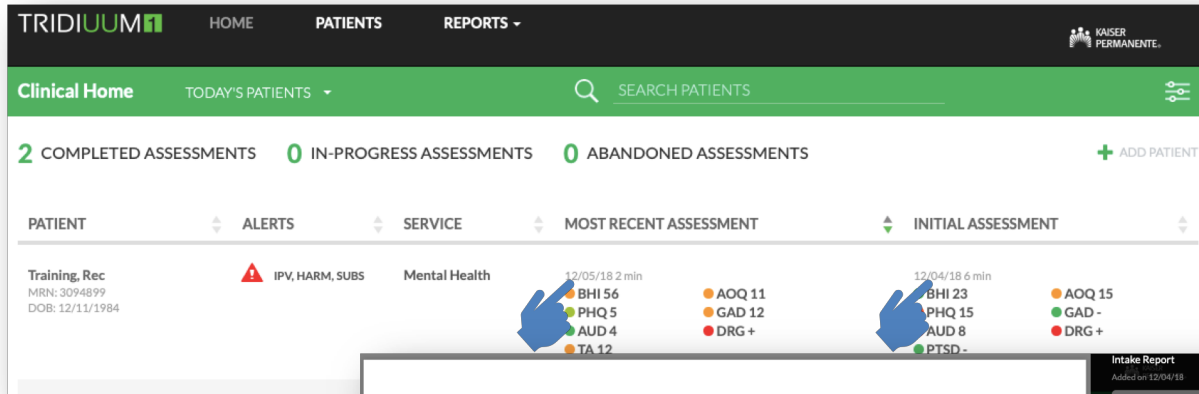 TRIDIUUM1 HOME PATIENTS REPORTS KAISER PERMANENTE®
Clinical Home TODAY'S PATIENTS SEARCH PATIENTS
2 COMPLETED ASSESSMENTS 0 IN-PROGRESS ASSESSMENTS 0 ABANDONED ASSESSMENTS ADD PATIENT
PATIENT ALERTS SERVICE MOST RECENT ASSESSMENT INITIAL ASSESSMENT
Training, Rec IPV, HARM, SUBS Mental Health 12/05/18 2 min 12/04/18 6 min
MRN: 3094899 BHI 56 AOQ 11 BHI 23 AOQ 15
DOB: 12/11/1984 PHQ 5 GAD 12 PHQ 15 GAD -
AUD 4 DRG + AUD 8 DRG +
TA 12 PTSD -
Intake Report
Added on 12/04/18